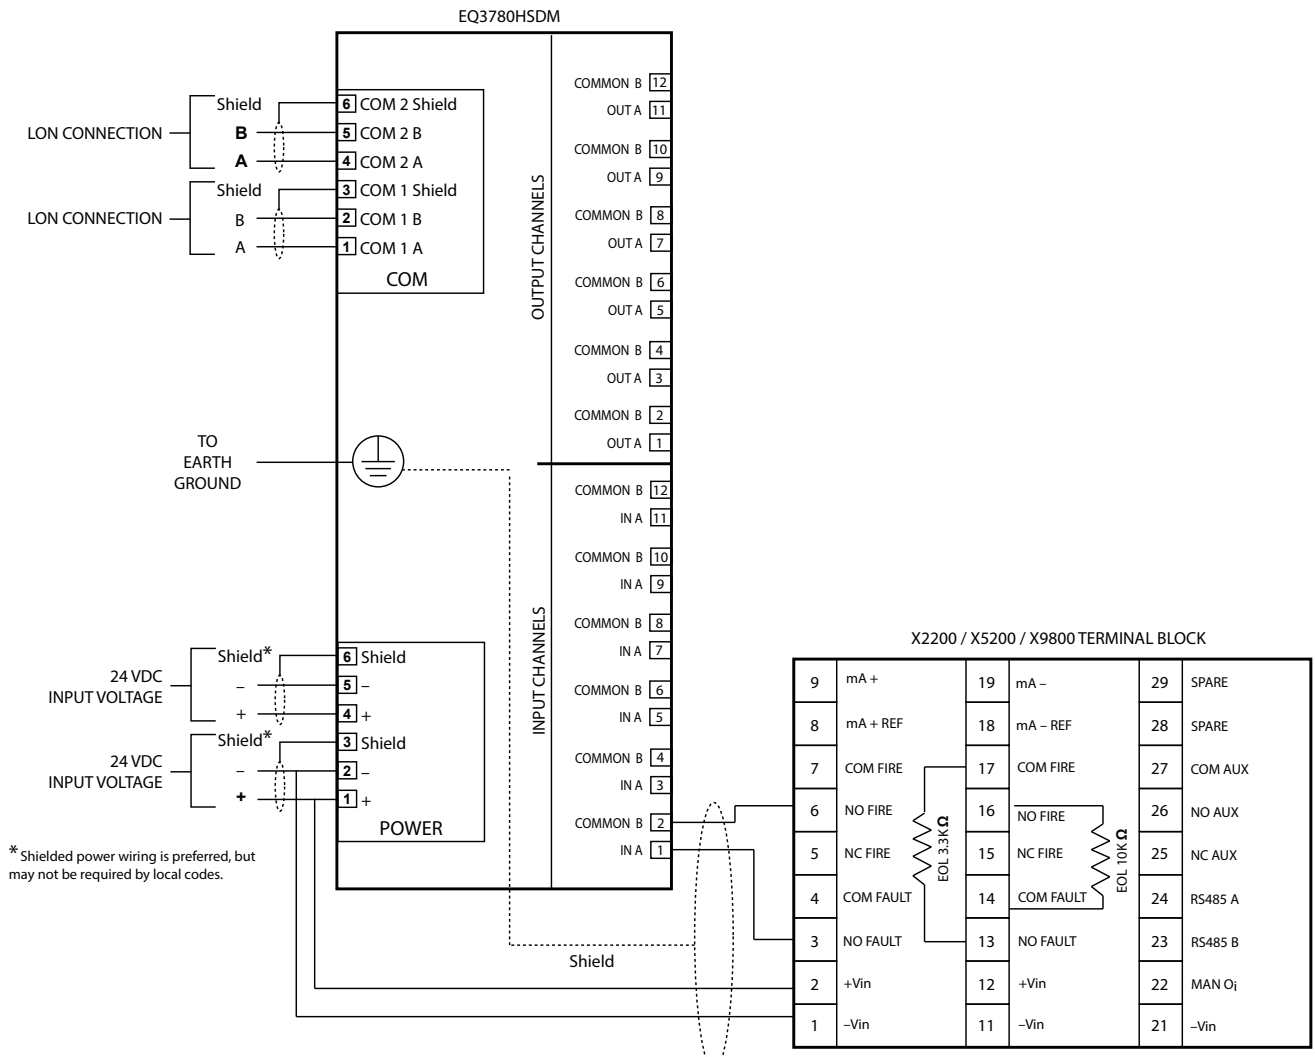 EQ3780HSDM
LON CONNECTION
Shield
B
A
6 COM 2 Shield
5 COM 2 B
4 COM 2 A
LON CONNECTION
Shield
B
A
3 COM 1 Shield
2 COM 1 B
1 COM 1 A
COM
TO
EARTH
GROUND
24 VDC
INPUT VOLTAGE
Shield*
–
+
6 Shield
5 –
4 +
24 VDC
INPUT VOLTAGE
Shield*
–
+
3 Shield
2 –
1 +
POWER
* Shielded power wiring is preferred, but
may not be required by local codes.
OUTPUT CHANNELS
COMMON B 12
OUT A 11
COMMON B 10
OUT A 9
COMMON B 8
OUT A 7
COMMON B 6
OUT A 5
COMMON B 4
OUT A 3
COMMON B 2
OUT A 1
INPUT CHANNELS
COMMON B 12
IN A 11
COMMON B 10
IN A 9
COMMON B 8
IN A 7
COMMON B 6
IN A 5
COMMON B 4
IN A 3
COMMON B 2
IN A 1
Shield
X2200 / X5200 / X9800 TERMINAL BLOCK
9 mA +
8 mA + REF
7 COM FIRE
6 NO FIRE
5 NC FIRE
4 COM FAULT
3 NO FAULT
2 +Vin
1 –Vin
EOL 3.3 K Ω
19 mA –
18 mA – REF
17 COM FIRE
16 NO FIRE
15 NC FIRE
14 COM FAULT
13 NO FAULT
12 +Vin
11 –Vin
EOL 10K Ω
29 SPARE
28 SPARE
27 COM AUX
26 NO AUX
25 NC AUX
24 RS485 A
23 RS485 B
22 MAN Oi
21 –Vin